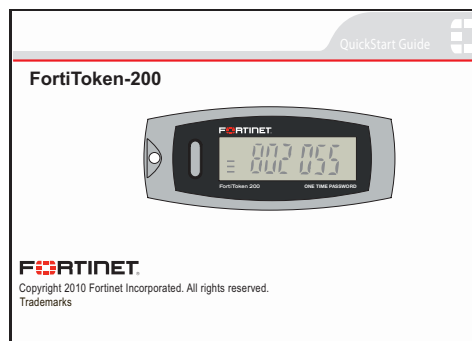 QuickStart Guide
FortiToken-200
FORTINET
802 055
FortiToken 200 ONE TIME PASSWORD
FORTINET
Copyright 2010 Fortinet Incorporated. All rights reserved.
Trademarks